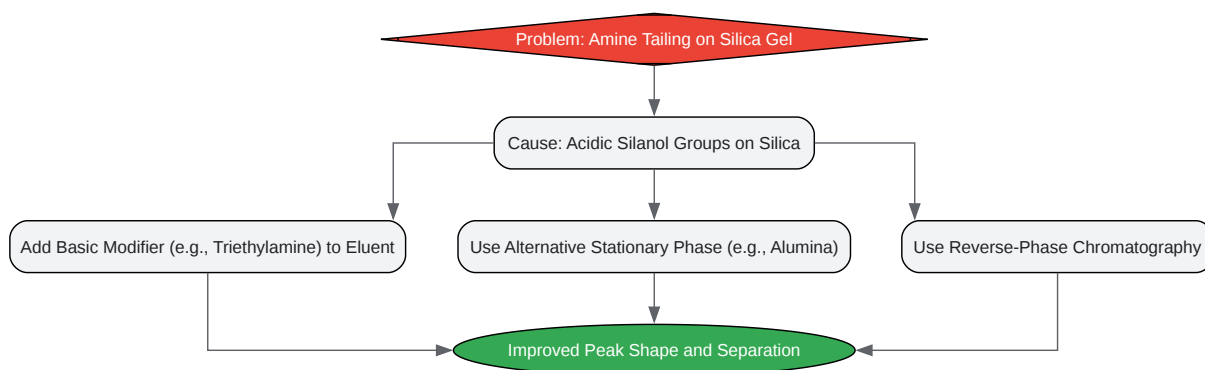 Problem: Amine Tailing on Silica Gel
Cause: Acidic Silanol Groups on Silica
Add Basic Modifier (e.g., Triethylamine) to Eluent
Use Alternative Stationary Phase (e.g., Alumina)
Use Reverse-Phase Chromatography
Improved Peak Shape and Separation